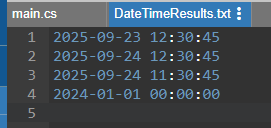 main.cs
DateTimeResults.txt
1 2025-09-23 12:30:45
2 2025-09-24 12:30:45
3 2025-09-24 11:30:45
4 2024-01-01 00:00:00
5